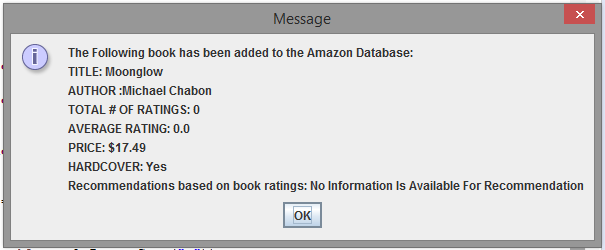 Message
The Following book has been added to the Amazon Database:
TITLE: Moonglow
AUTHOR :Michael Chabon
TOTAL # OF RATINGS: 0
AVERAGE RATING: 0.0
PRICE: $17.49
HARDCOVER: Yes
Recommendations based on book ratings: No Information Is Available For Recommendation
OK